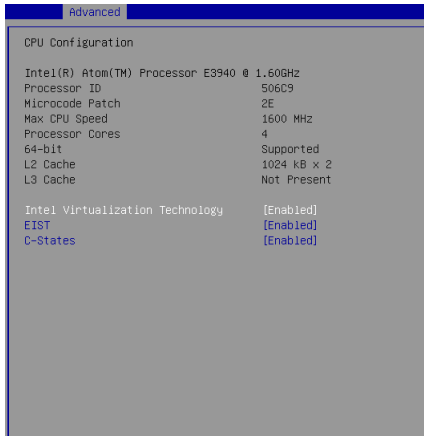 Advanced
CPU Configuration
Intel(R) Atom(TM) Processor E3940 @ 1.60GHz
Processor ID 506C9
Microcode Patch 2E
Max CPU Speed 1600 MHz
Processor Cores 4
64-bit Supported
L2 Cache 1024 kB x 2
L3 Cache Not Present
Intel Virtualization Technology [Enabled]
EIST [Enabled]
C-States [Enabled]